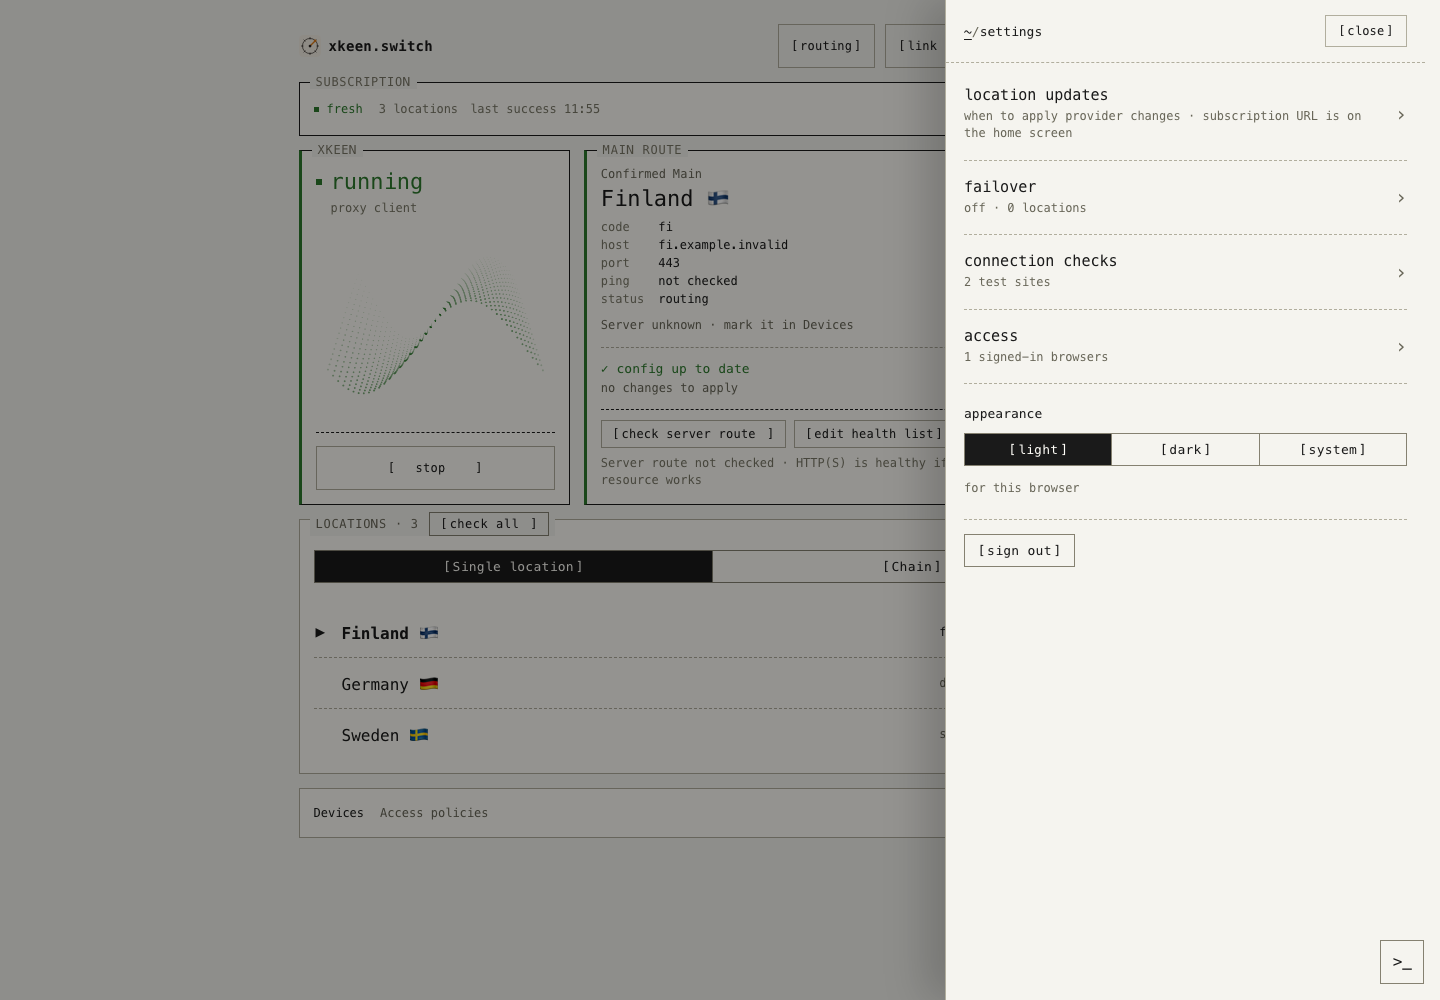 xkeen.switch
[routing]
[link
SUBSCRIPTION
fresh 3 locations last success 11:55
XKEEN
running
proxy client
[ stop ]
MAIN ROUTE
Confirmed Main
Finland
code fi
host fi.example.invalid
port 443
ping not checked
status routing
Server unknown · mark it in Devices
✓ config up to date
no changes to apply
[check server route ] [edit health list]
Server route not checked · HTTP(S) is healthy if
resource works
LOCATIONS · 3 [check all ]
[Single location] [Chain]
▶ Finland
Germany
Sweden
Devices Access policies
~/settings
[close]
location updates
when to apply provider changes · subscription URL is on
the home screen
›
failover
off · 0 locations
›
connection checks
2 test sites
›
access
1 signed-in browsers
›
appearance
[light] [dark] [system]
for this browser
[sign out]
>_